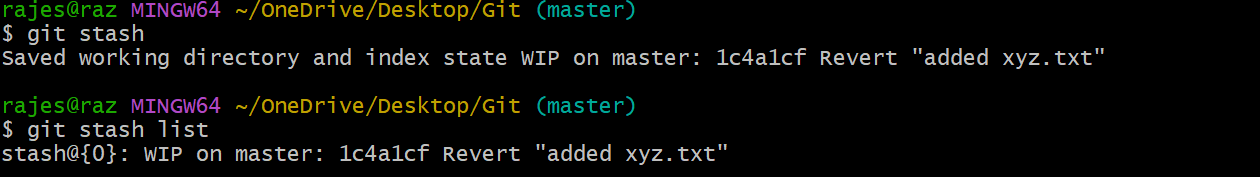 rajes@raz MINGW64 ~/OneDrive/Desktop/Git (master)
$ git stash
Saved working directory and index state WIP on master: 1c4a1cf Revert "added xyz.txt"
rajes@raz MINGW64 ~/OneDrive/Desktop/Git (master)
$ git stash list
stash@{0}: WIP on master: 1c4a1cf Revert "added xyz.txt"